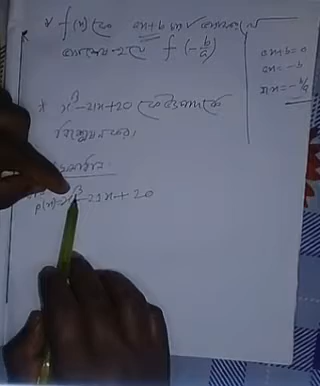 * f(x) কে ax+b দ্বারা ভাগ করলে
ভাগশেষ হবে f(-b/a)
ax+b=0
ax=-b
x=-b/a
* x³-21x+20 কে উৎপাদকে
বিশ্লেষণ কর।
সমাধান:
p(x)=x³-21x+20